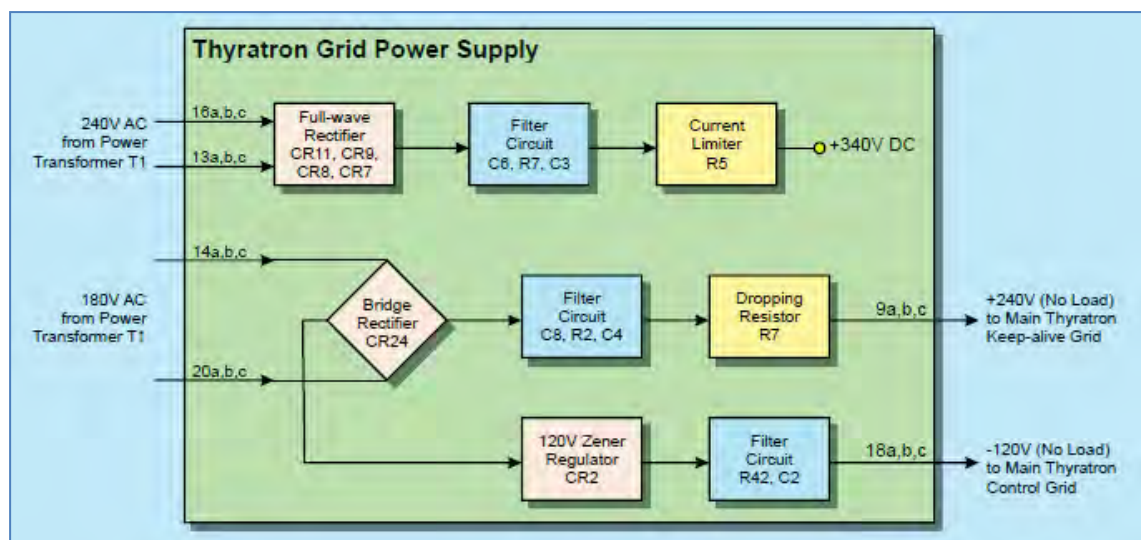 Thyratron Grid Power Supply
240V AC
from Power
Transformer T1
16a,b,c
13a,b,c
Full-wave
Rectifier
CR11, CR9,
CR8, CR7
Filter
Circuit
C6, R7, C3
Current
Limiter
R5
+340V DC
180V AC
from Power
Transformer T1
14a,b,c
20a,b,c
Bridge
Rectifier
CR24
Filter
Circuit
C8, R2, C4
Dropping
Resistor
R7
9a,b,c
+240V (No Load)
to Main Thyratron
Keep-alive Grid
120V Zener
Regulator
CR2
Filter
Circuit
R42, C2
18a,b,c
-120V (No Load)
to Main Thyratron
Control Grid